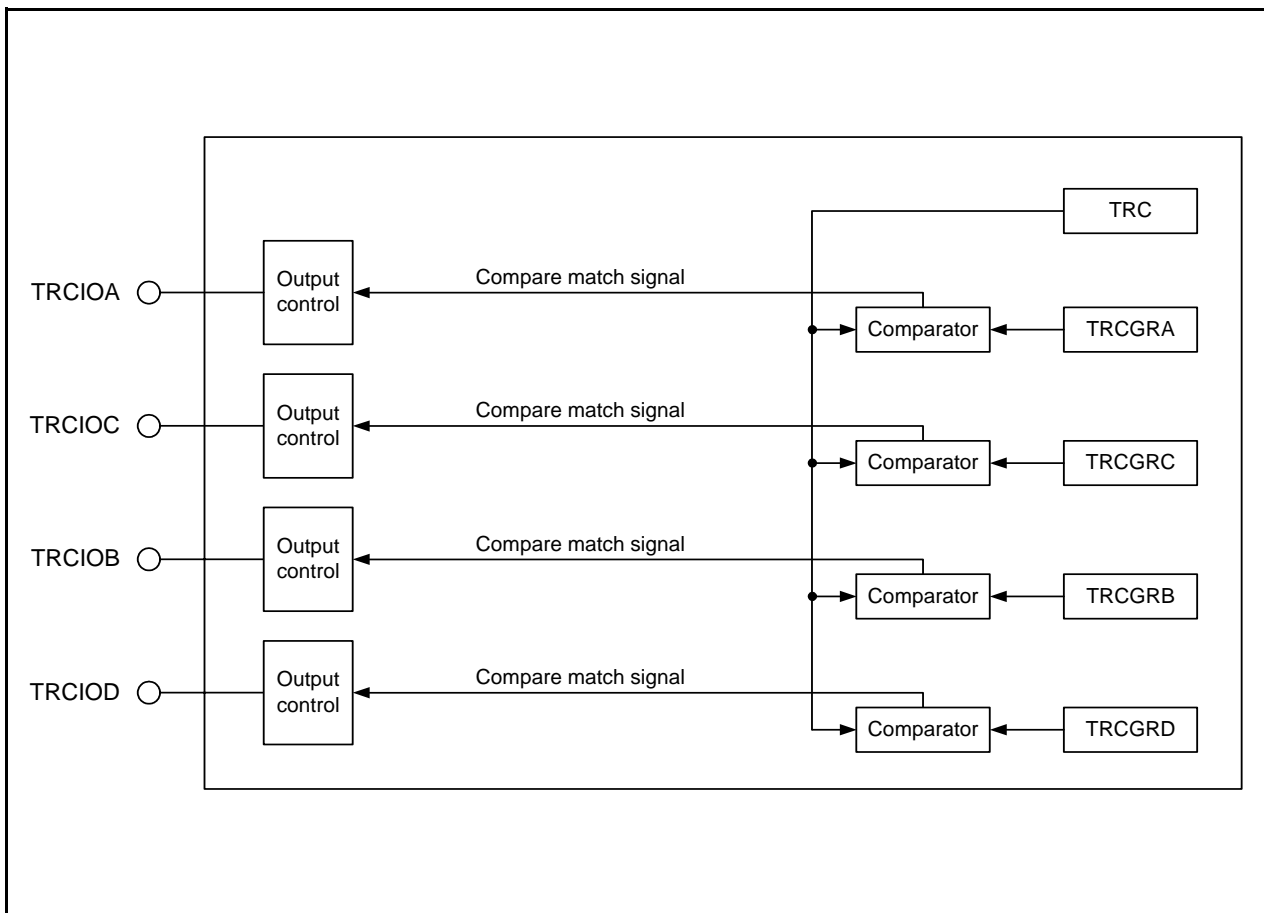 TRC
TRCIOA
Output
control
Compare match signal
Comparator
TRCGRA
TRCIOC
Output
control
Compare match signal
Comparator
TRCGRC
TRCIOB
Output
control
Compare match signal
Comparator
TRCGRB
TRCIOD
Output
control
Compare match signal
Comparator
TRCGRD